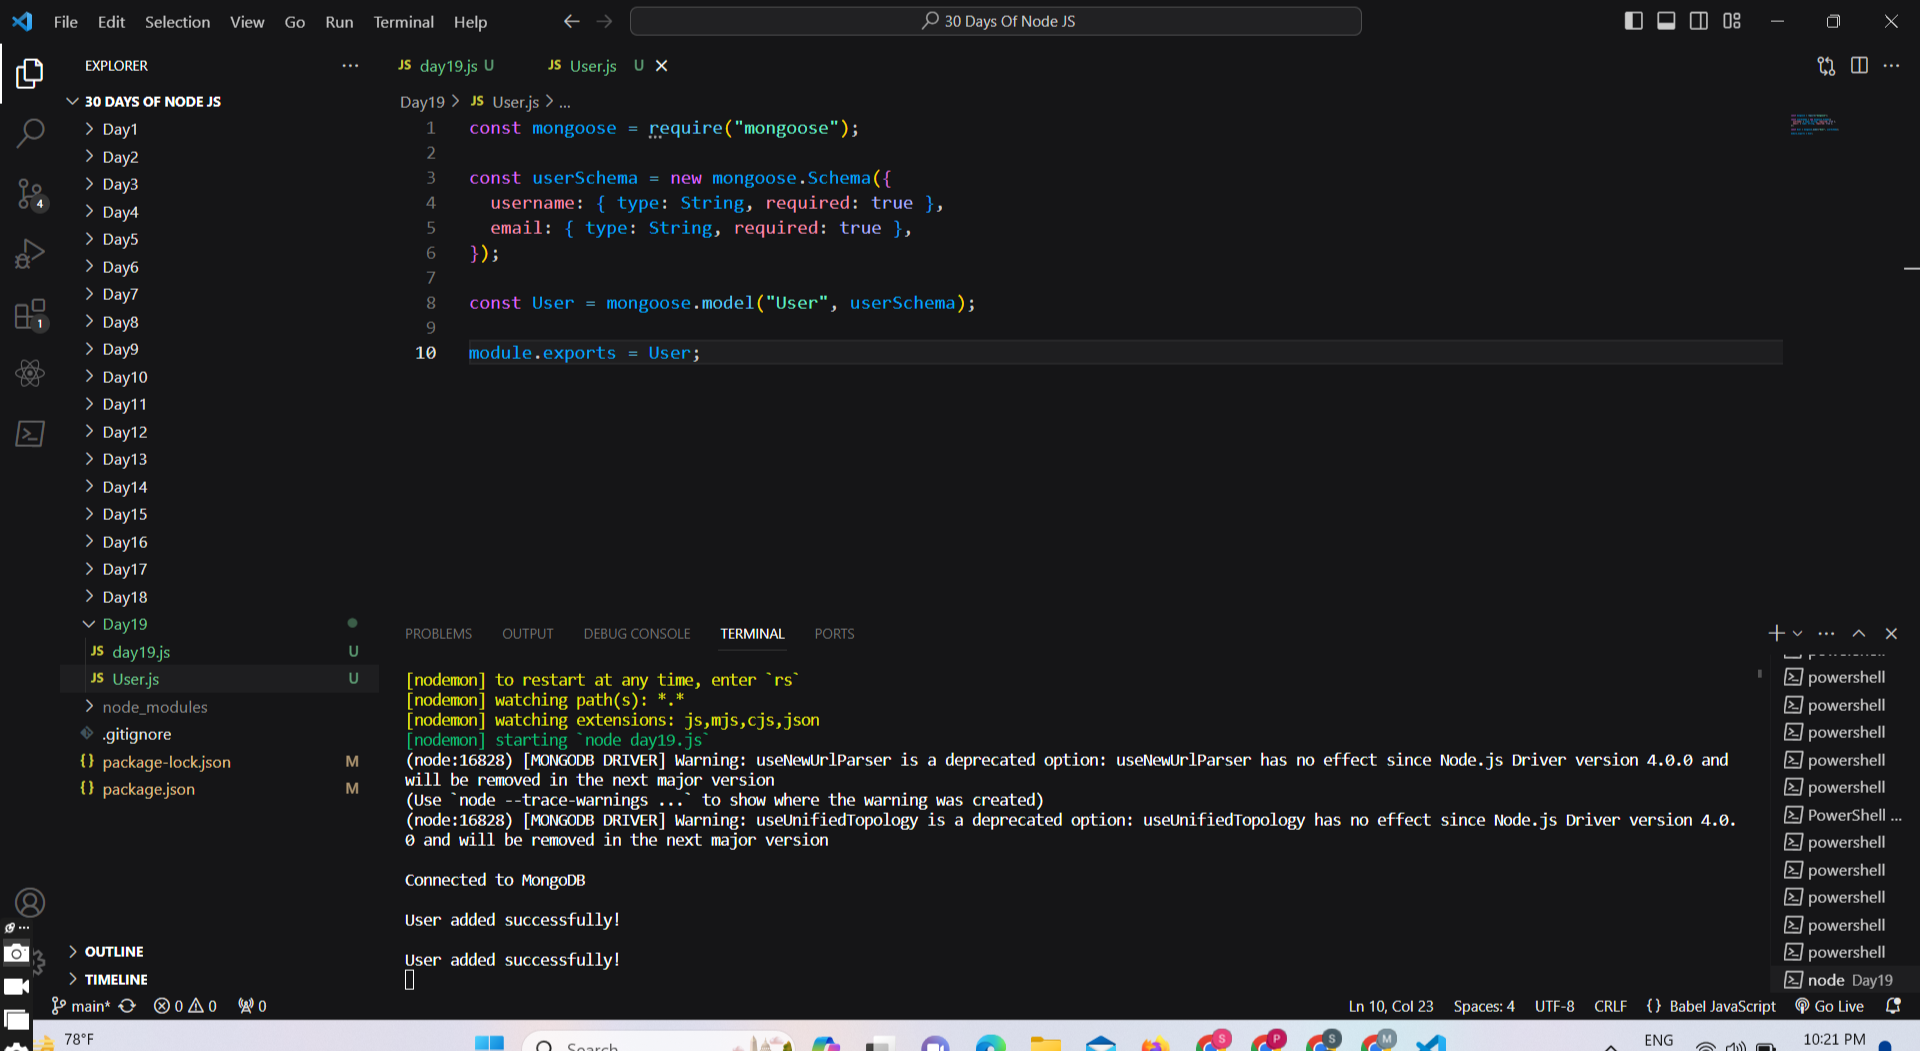 File Edit Selection View Go Run Terminal Help
30 Days Of Node JS
EXPLORER
30 DAYS OF NODE JS
Day1
Day2
Day3
Day4
Day5
Day6
Day7
Day8
Day9
Day10
Day11
Day12
Day13
Day14
Day15
Day16
Day17
Day18
Day19
JS day19.js U
JS User.js U
node_modules
.gitignore
{} package-lock.json M
{} package.json M
OUTLINE
TIMELINE
4
1
JS day19.js U
JS User.js U
Day19 > JS User.js > ...
1 const mongoose = require("mongoose");
2
3 const userSchema = new mongoose.Schema({
4 username: { type: String, required: true },
5 email: { type: String, required: true },
6 });
7
8 const User = mongoose.model("User", userSchema);
9
10 module.exports = User;
PROBLEMS OUTPUT DEBUG CONSOLE TERMINAL PORTS
[nodemon] to restart at any time, enter `rs`
[nodemon] watching path(s): *.*
[nodemon] watching extensions: js,mjs,cjs,json
[nodemon] starting `node day19.js`
(node:16828) [MONGODB DRIVER] Warning: useNewUrlParser is a deprecated option: useNewUrlParser has no effect since Node.js Driver version 4.0.0 and
will be removed in the next major version
(Use `node --trace-warnings ...` to show where the warning was created)
(node:16828) [MONGODB DRIVER] Warning: useUnifiedTopology is a deprecated option: useUnifiedTopology has no effect since Node.js Driver version 4.0.
0 and will be removed in the next major version
Connected to MongoDB
User added successfully!
User added successfully!
powershell
powershell
powershell
powershell
powershell
PowerShell ...
powershell
powershell
powershell
powershell
powershell
node Day19
main* 0 0 0
Ln 10, Col 23 Spaces: 4 UTF-8 CRLF {} Babel JavaScript Go Live
78°F
Search
S
P
S
M
ENG
10:21 PM